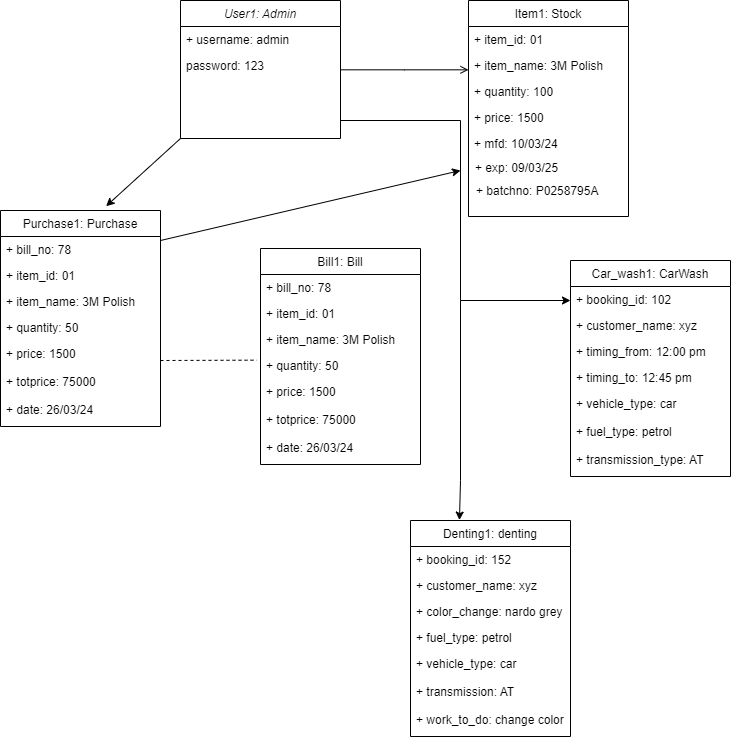 User1: Admin
+ username: admin
password: 123
Item1: Stock
+ item_id: 01
+ item_name: 3M Polish
+ quantity: 100
+ price: 1500
+ mfd: 10/03/24
+ exp: 09/03/25
+ batchno: P0258795A
Purchase1: Purchase
+ bill_no: 78
+ item_id: 01
+ item_name: 3M Polish
+ quantity: 50
+ price: 1500
+ totprice: 75000
+ date: 26/03/24
Bill1: Bill
+ bill_no: 78
+ item_id: 01
+ item_name: 3M Polish
+ quantity: 50
+ price: 1500
+ totprice: 75000
+ date: 26/03/24
Car_wash1: CarWash
+ booking_id: 102
+ customer_name: xyz
+ timing_from: 12:00 pm
+ timing_to: 12:45 pm
+ vehicle_type: car
+ fuel_type: petrol
+ transmission_type: AT
Denting1: denting
+ booking_id: 152
+ customer_name: xyz
+ color_change: nardo grey
+ fuel_type: petrol
+ vehicle_type: car
+ transmission: AT
+ work_to_do: change color